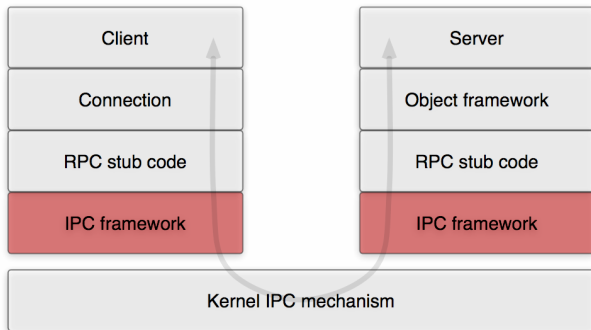 Client
Connection
RPC stub code
IPC framework
Server
Object framework
RPC stub code
IPC framework
Kernel IPC mechanism